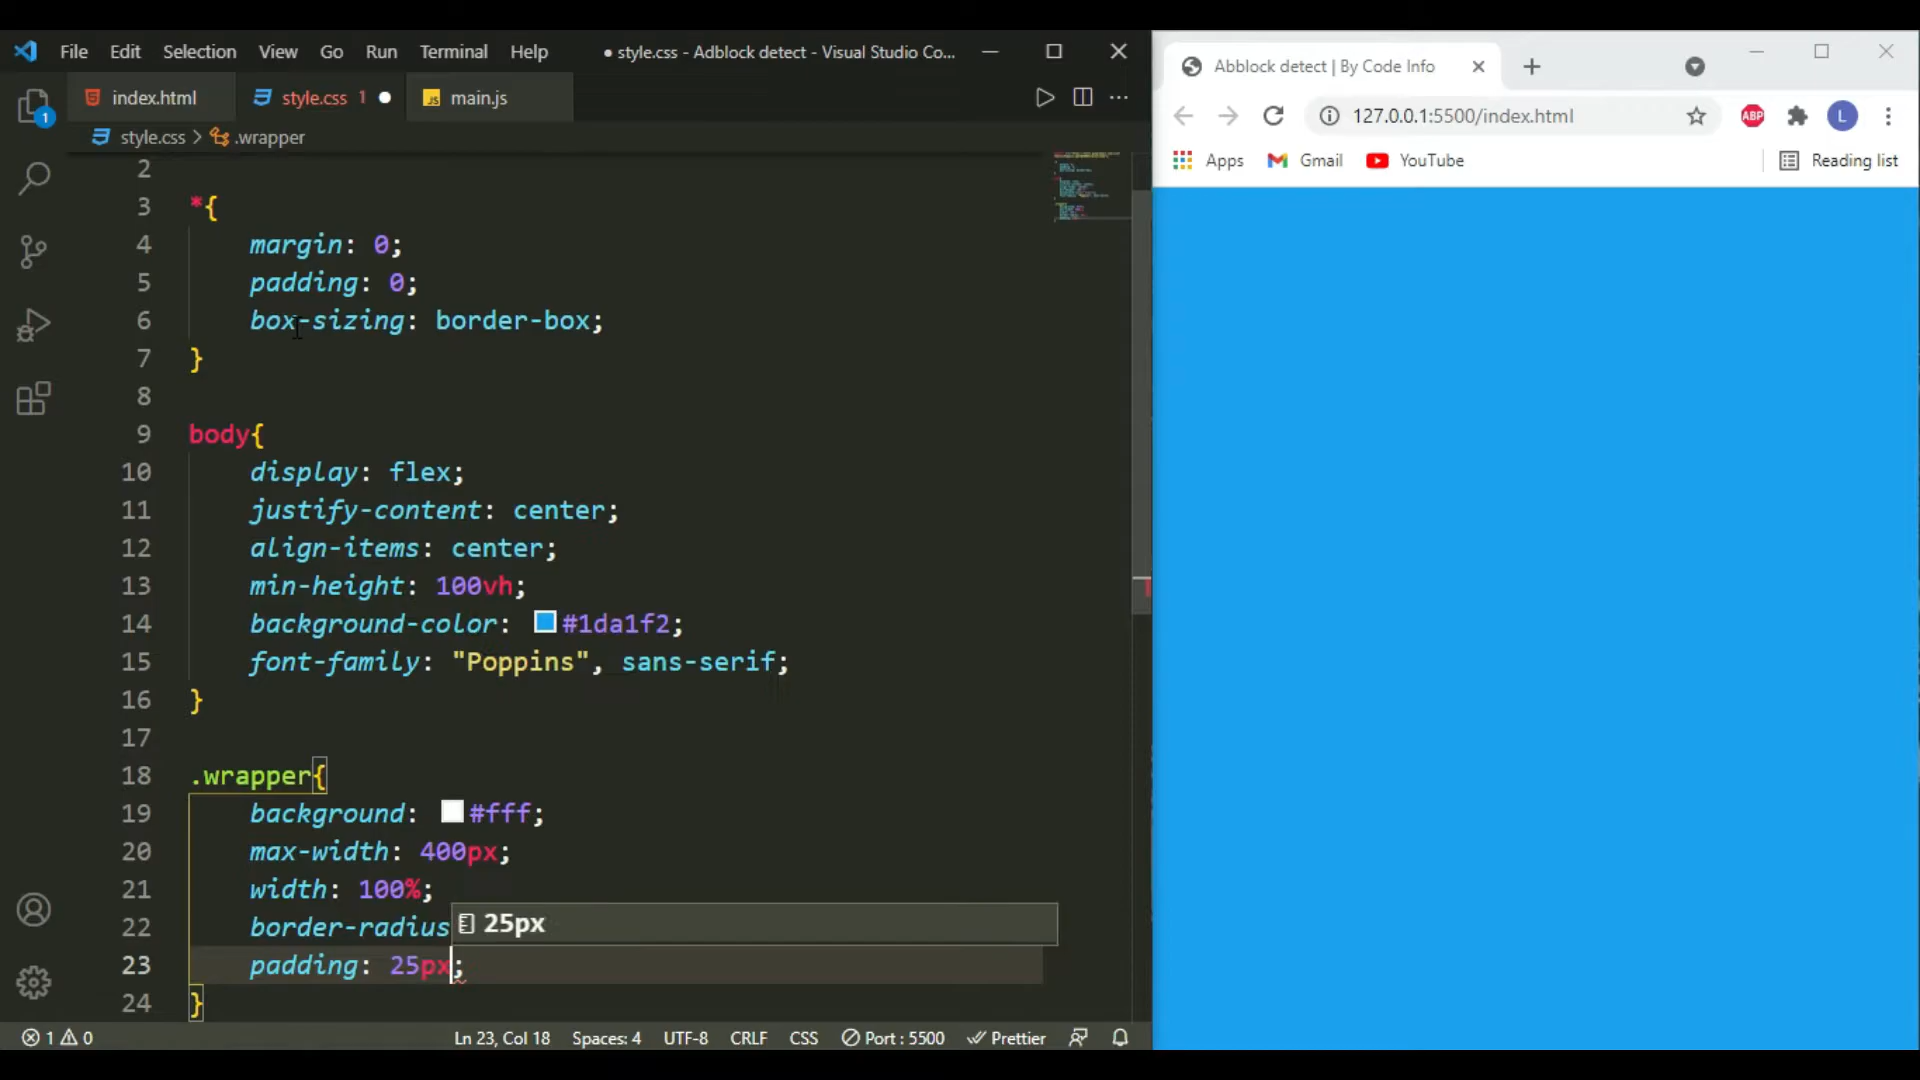 File Edit Selection View Go Run Terminal Help ● style.css - Adblock detect - Visual Studio Co...
index.html style.css 1 ● JS main.js
style.css > .wrapper
2
3 *{
4 margin: 0;
5 padding: 0;
6 box-sizing: border-box;
7 }
8
9 body{
10 display: flex;
11 justify-content: center;
12 align-items: center;
13 min-height: 100vh;
14 background-color: #1da1f2;
15 font-family: "Poppins", sans-serif;
16 }
17
18 .wrapper{
19 background: #fff;
20 max-width: 400px;
21 width: 100%;
22 border-radius
25px
23 padding: 25px;
24 }
1 0 Ln 23, Col 18 Spaces: 4 UTF-8 CRLF CSS Port : 5500 Prettier
1
Abblock detect | By Code Info
127.0.0.1:5500/index.html ABP L
Apps Gmail YouTube Reading list